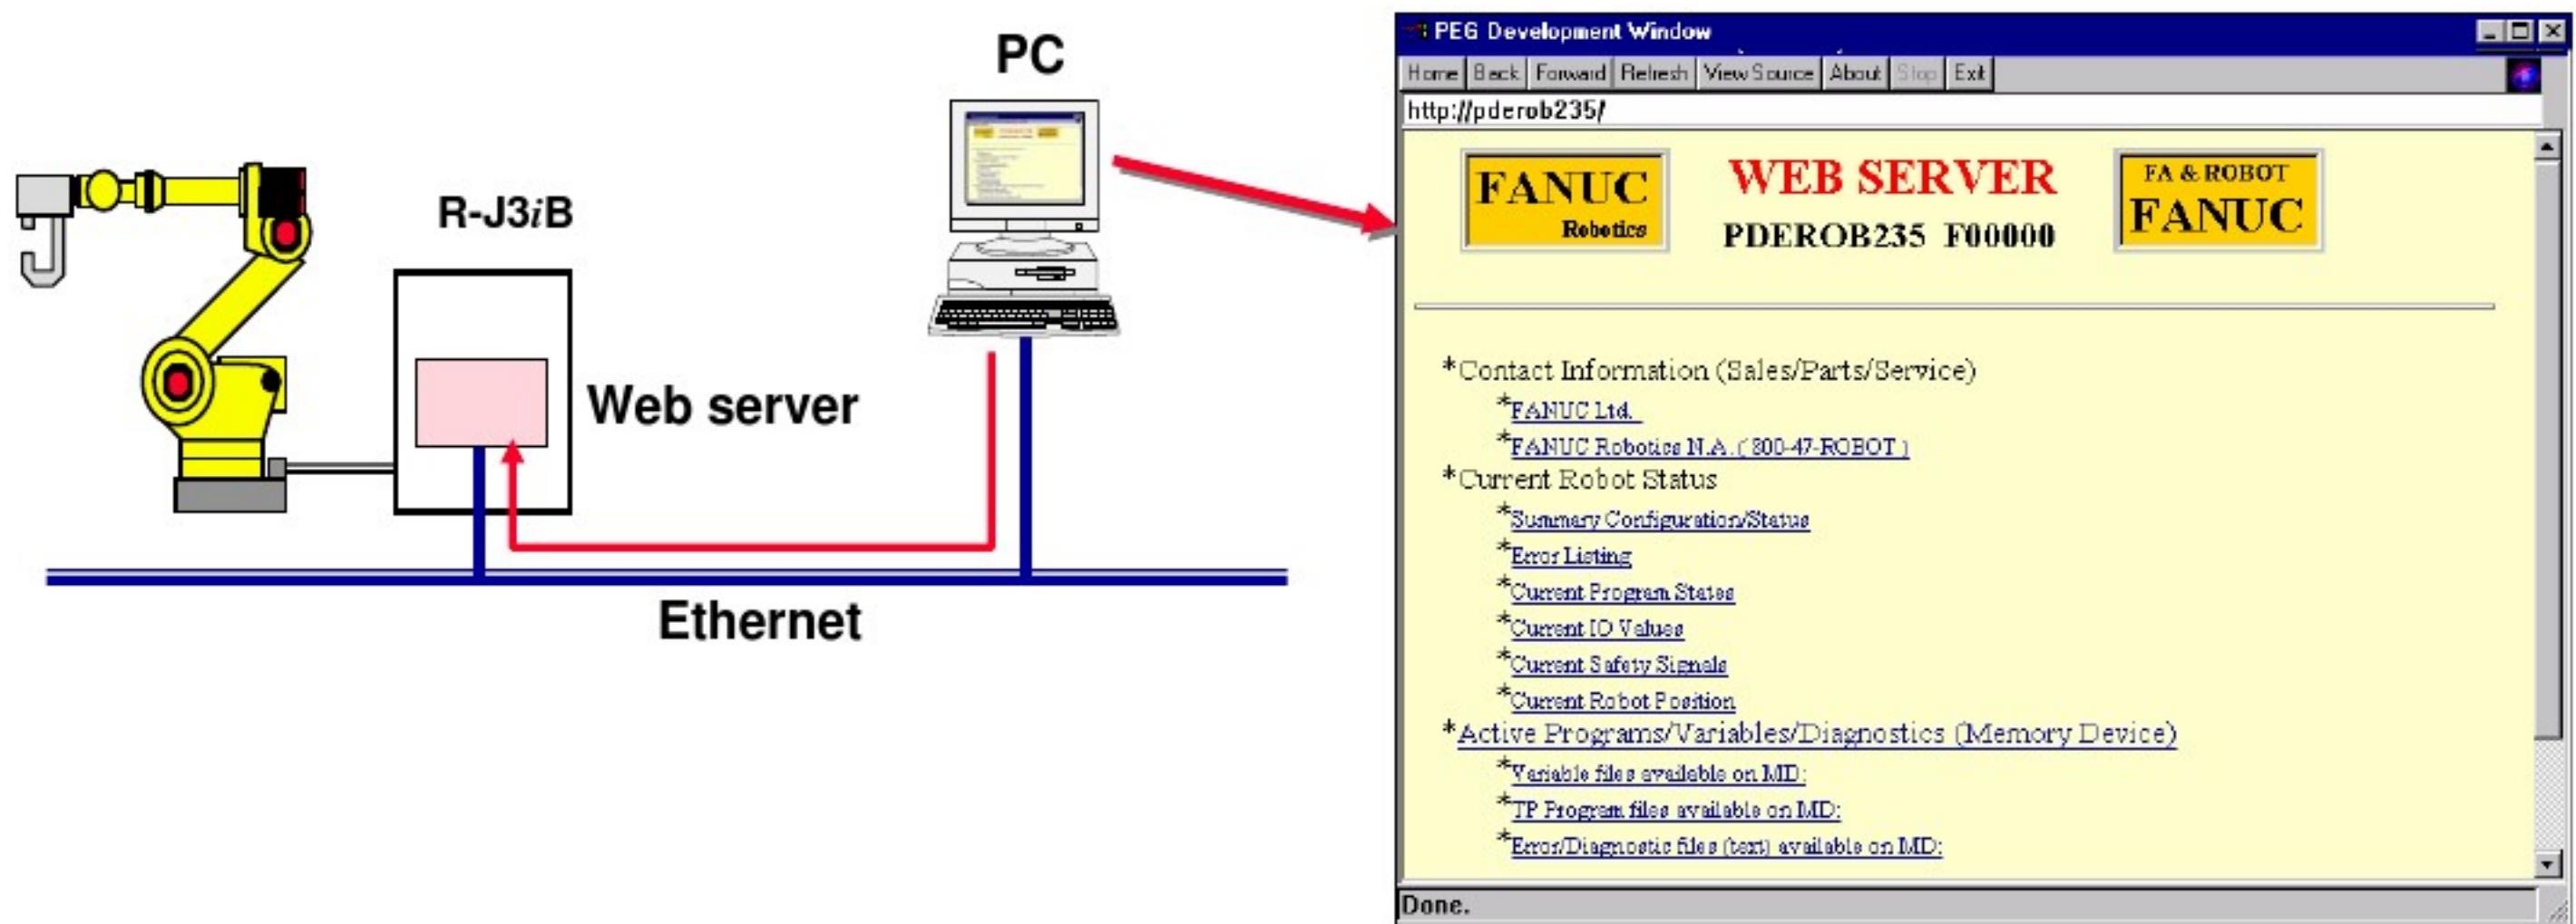 PC
R-J3iB
Web server
Ethernet
PEG Development Window
Home Back Forward Refresh View Source About Stop Exit
http://pderob235/
FANUC
Robotics
WEB SERVER
PDEROB235 F00000
FA & ROBOT
FANUC
*Contact Information (Sales/Parts/Service)
*FANUC Ltd.
*FANUC Robotics N.A. ( 800-47-ROBOT )
*Current Robot Status
*Summary Configuration/Status
*Error Listing
*Current Program States
*Current IO Values
*Current Safety Signals
*Current Robot Position
*Active Programs/Variables/Diagnostics (Memory Device)
*Variable files available on MD:
*TP Program files available on MD:
*Error/Diagnostic files (text) available on MD:
Done.